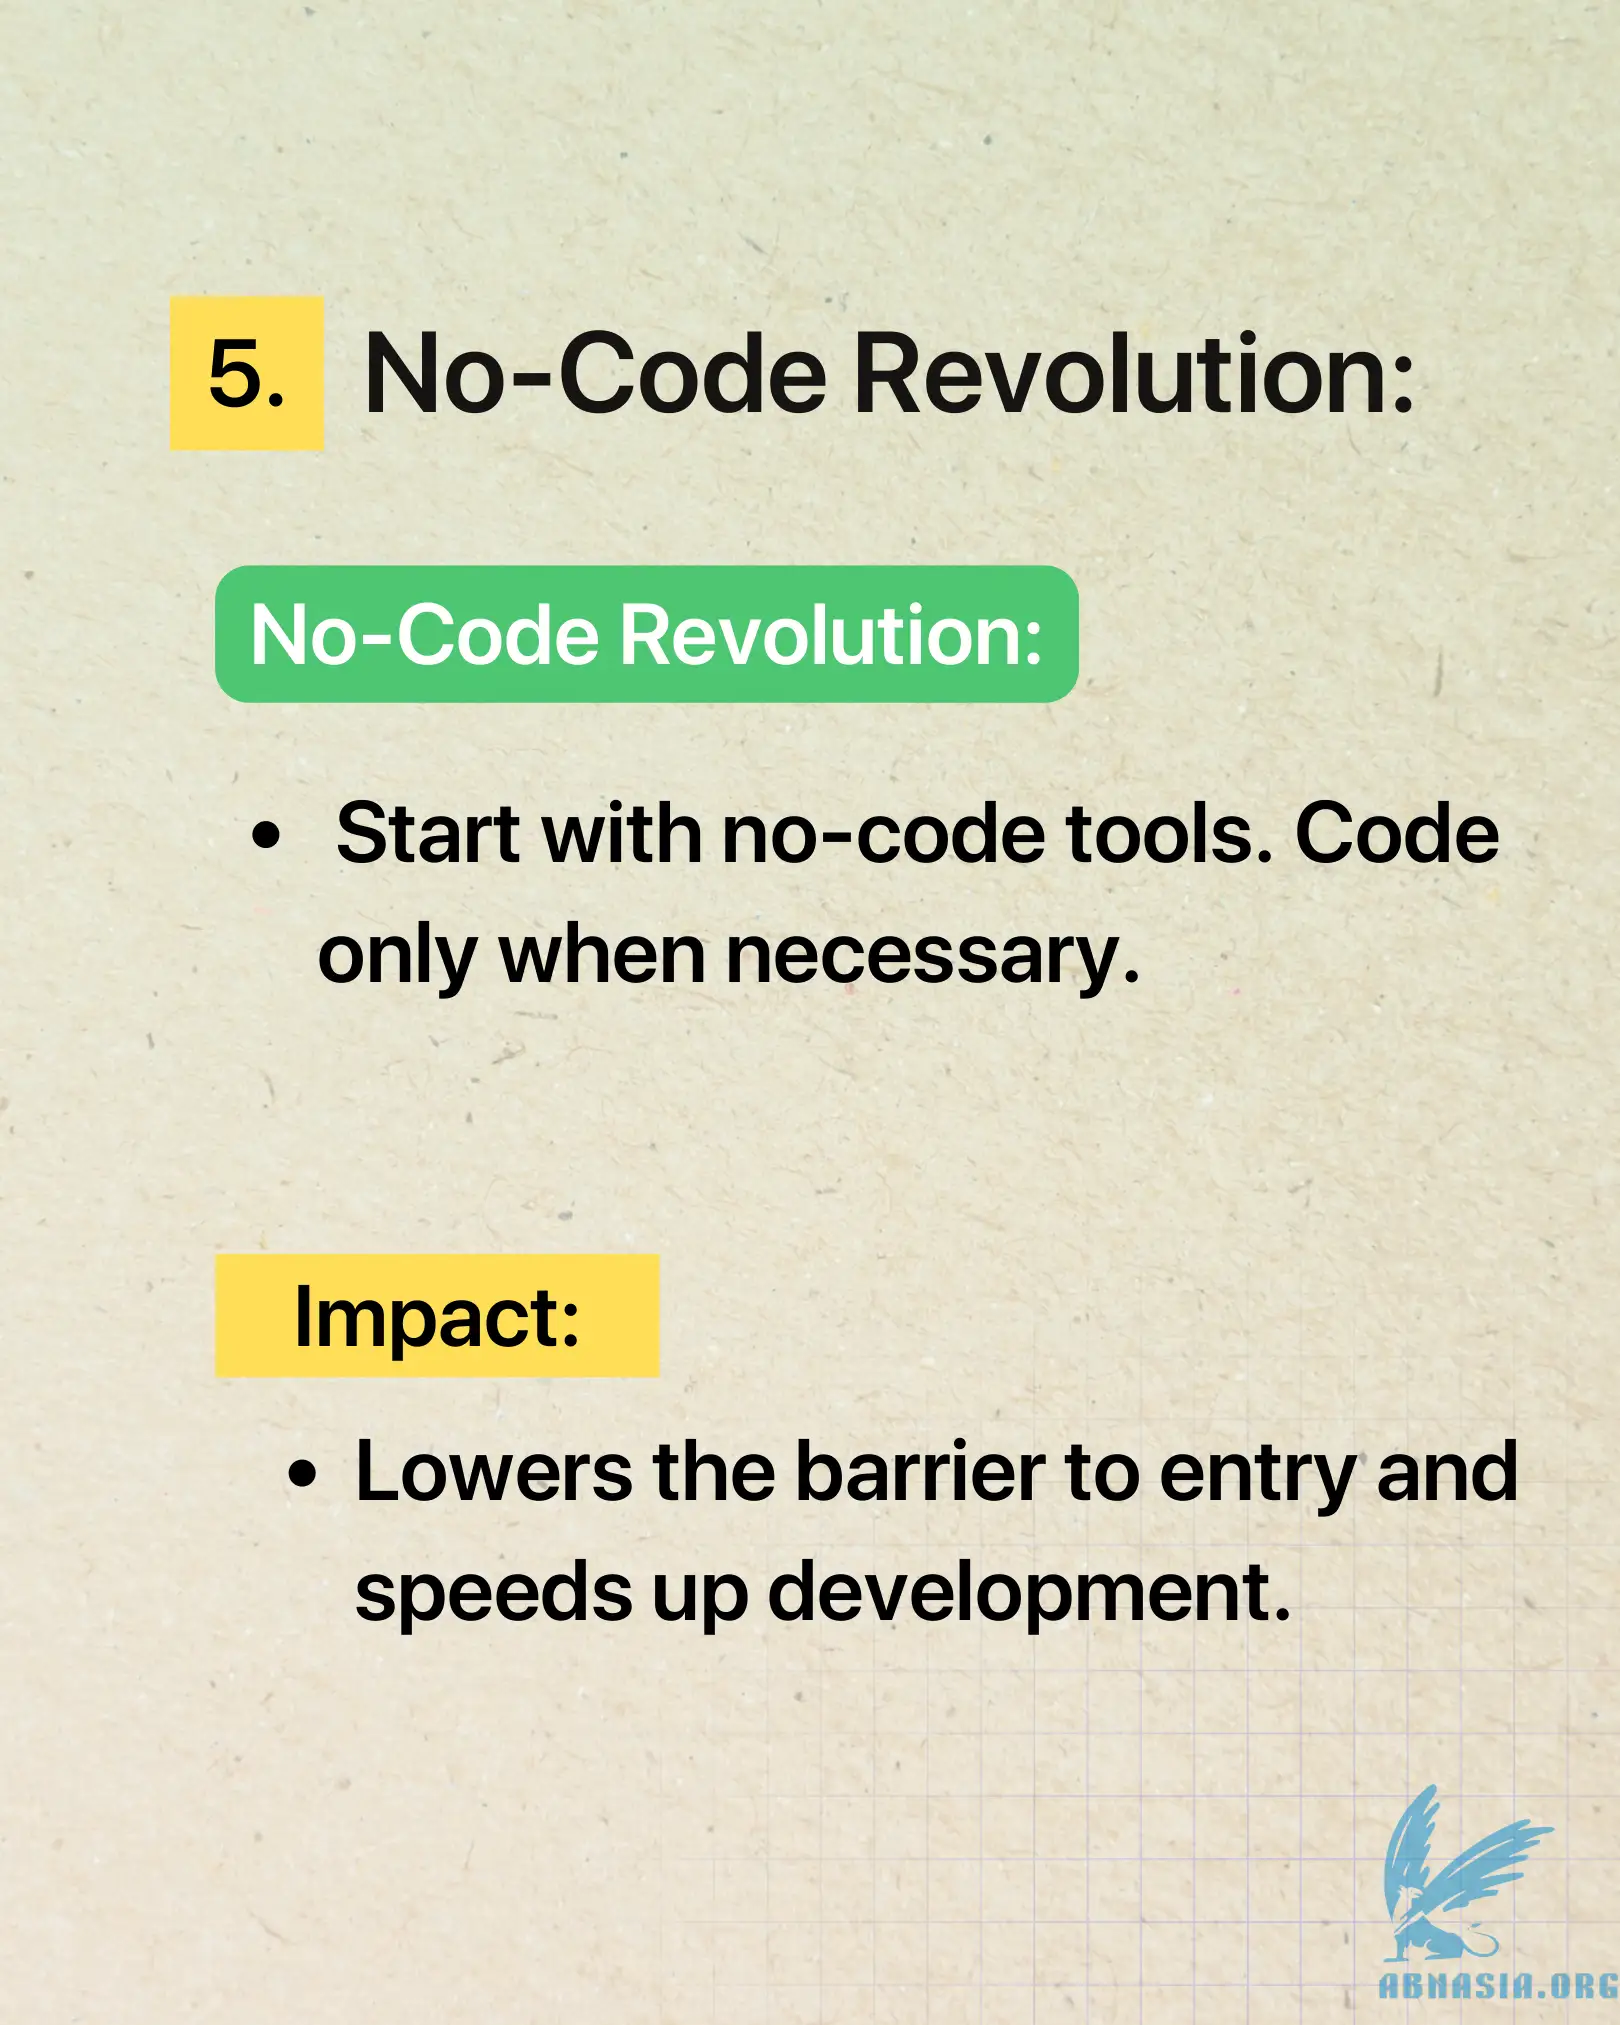 5. No-Code Revolution:
No-Code Revolution:
• Start with no-code tools. Code
only when necessary.
Impact:
• Lowers the barrier to entry and
speeds up development.
ABNASIA.ORG